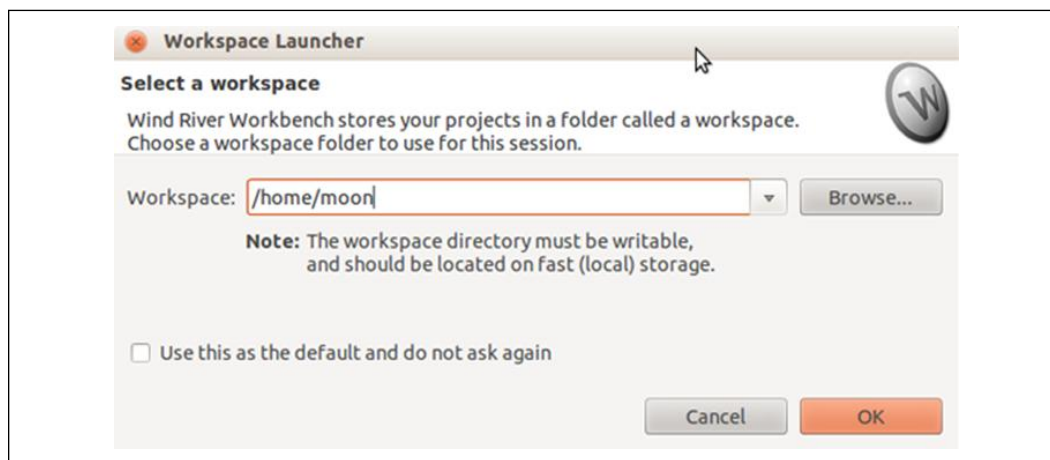 Workspace Launcher
Select a workspace
Wind River Workbench stores your projects in a folder called a workspace.
Choose a workspace folder to use for this session.
W
Workspace: /home/moon Browse...
Note: The workspace directory must be writable,
and should be located on fast (local) storage.
Use this as the default and do not ask again
Cancel OK